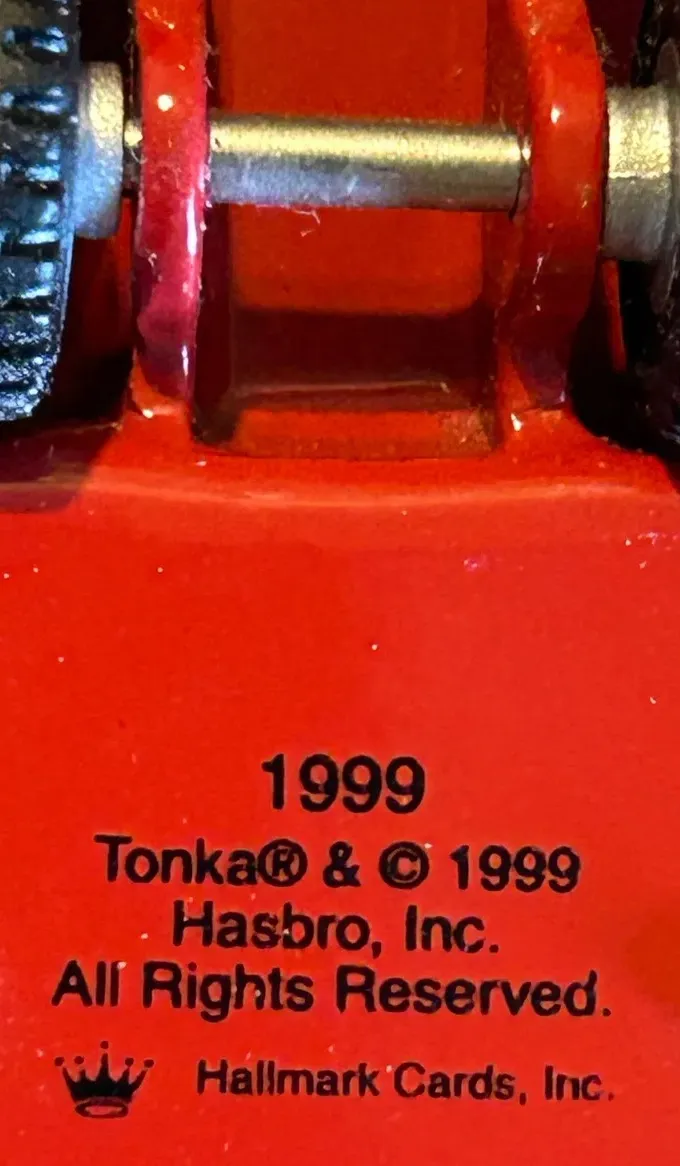 1999
Tonka® & © 1999
Hasbro, Inc.
All Rights Reserved.
Hallmark Cards, Inc.